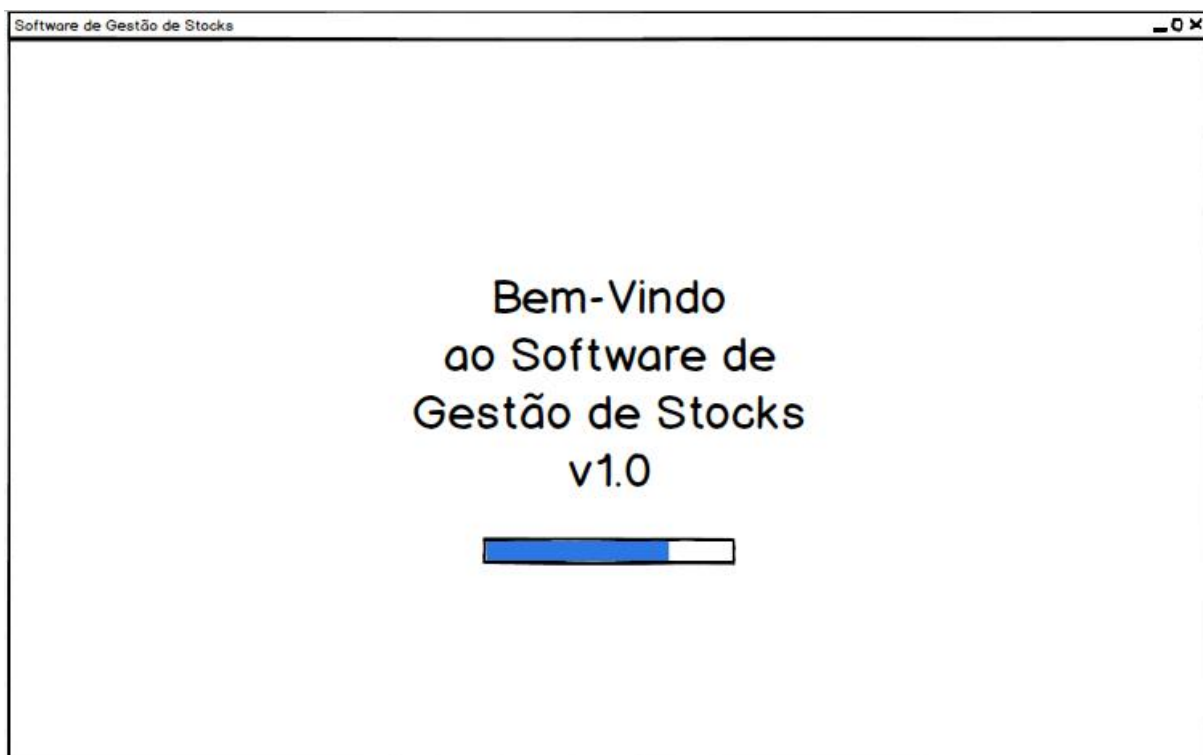 Software de Gestão de Stocks
Bem-Vindo
ao Software de
Gestão de Stocks
v1.0